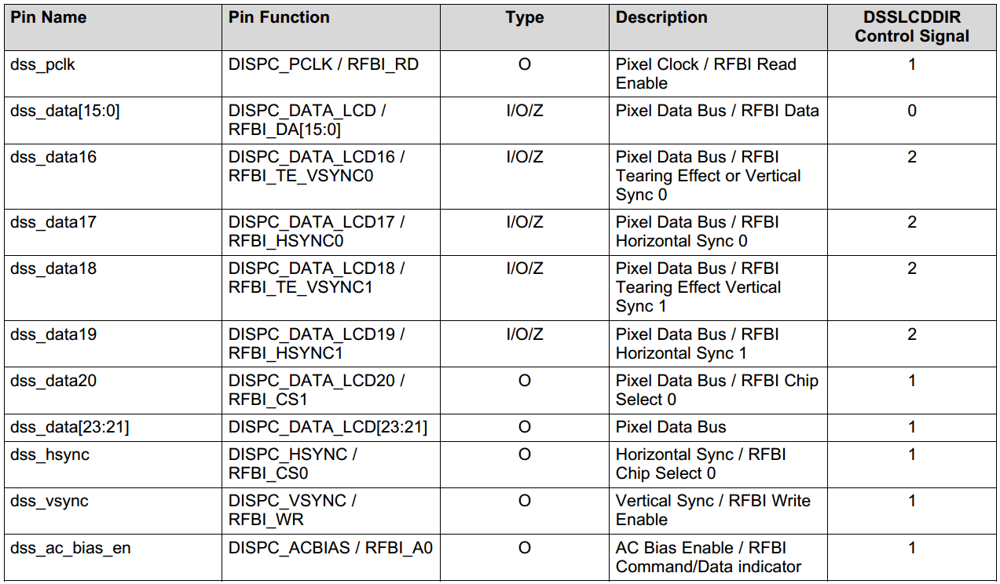 Pin Name Pin Function Type Description DSSLCDDIR
Control Signal
dss_pclk DISPC_PCLK / RFBI_RD O Pixel Clock / RFBI Read 1
Enable
dss_data[15:0] DISPC_DATA_LCD / I/O/Z Pixel Data Bus / RFBI Data 0
RFBI_DA[15:0]
dss_data16 DISPC_DATA_LCD16 / I/O/Z Pixel Data Bus / RFBI 2
RFBI_TE_VSYNC0 Tearing Effect or Vertical
Sync 0
dss_data17 DISPC_DATA_LCD17 / I/O/Z Pixel Data Bus / RFBI 2
RFBI_HSYNC0 Horizontal Sync 0
dss_data18 DISPC_DATA_LCD18 / I/O/Z Pixel Data Bus / RFBI 2
RFBI_TE_VSYNC1 Tearing Effect Vertical
Sync 1
dss_data19 DISPC_DATA_LCD19 / I/O/Z Pixel Data Bus / RFBI 2
RFBI_HSYNC1 Horizontal Sync 1
dss_data20 DISPC_DATA_LCD20 / O Pixel Data Bus / RFBI Chip 1
RFBI_CS1 Select 0
dss_data[23:21] DISPC_DATA_LCD[23:21] O Pixel Data Bus 1
dss_hsync DISPC_HSYNC / O Horizontal Sync / RFBI 1
RFBI_CS0 Chip Select 0
dss_vsync DISPC_VSYNC / O Vertical Sync / RFBI Write 1
RFBI_WR Enable
dss_ac_bias_en DISPC_ACBIAS / RFBI_A0 O AC Bias Enable / RFBI 1
Command/Data indicator